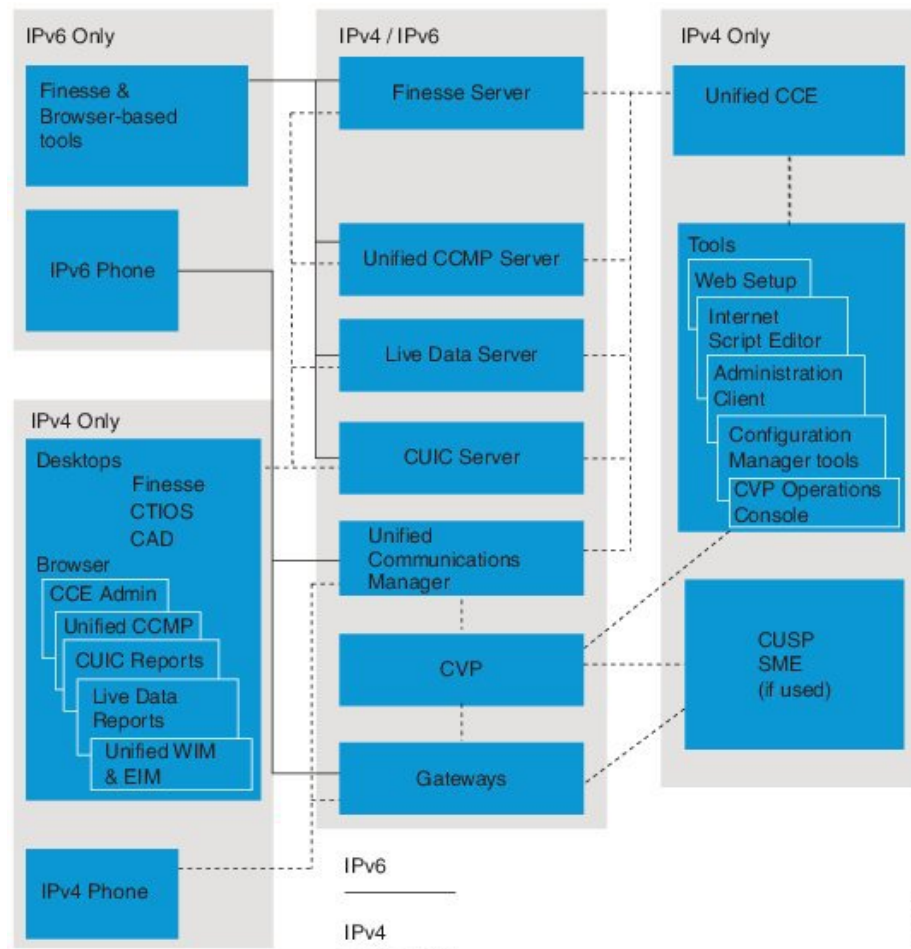 IPv6 Only
Finesse &
Browser-based
tools
IPv6 Phone
IPv4 Only
Desktops
Finesse
CTIOS
CAD
Browser
CCE Admin
Unified CCMP
CUIC Reports
Live Data
Reports
Unified WIM
& EIM
IPv4 Phone
IPv4 / IPv6
Finesse Server
Unified CCMP Server
Live Data Server
CUIC Server
Unified
Communications
Manager
CVP
Gateways
IPv6
IPv4
IPv4 Only
Unified CCE
Tools
Web Setup
Internet
Script Editor
Administration
Client
Configuration
Manager tools
CVP Operations
Console
CUSP
SME
(if used)